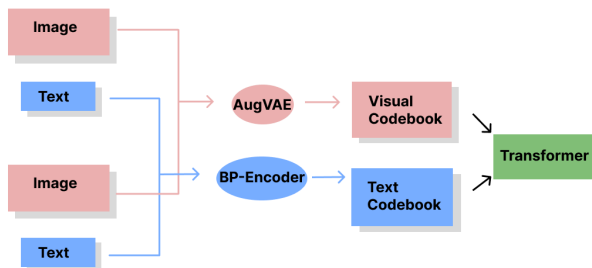 Image
Text
Image
Text
AugVAE
BP-Encoder
Visual
Codebook
Text
Codebook
Transformer